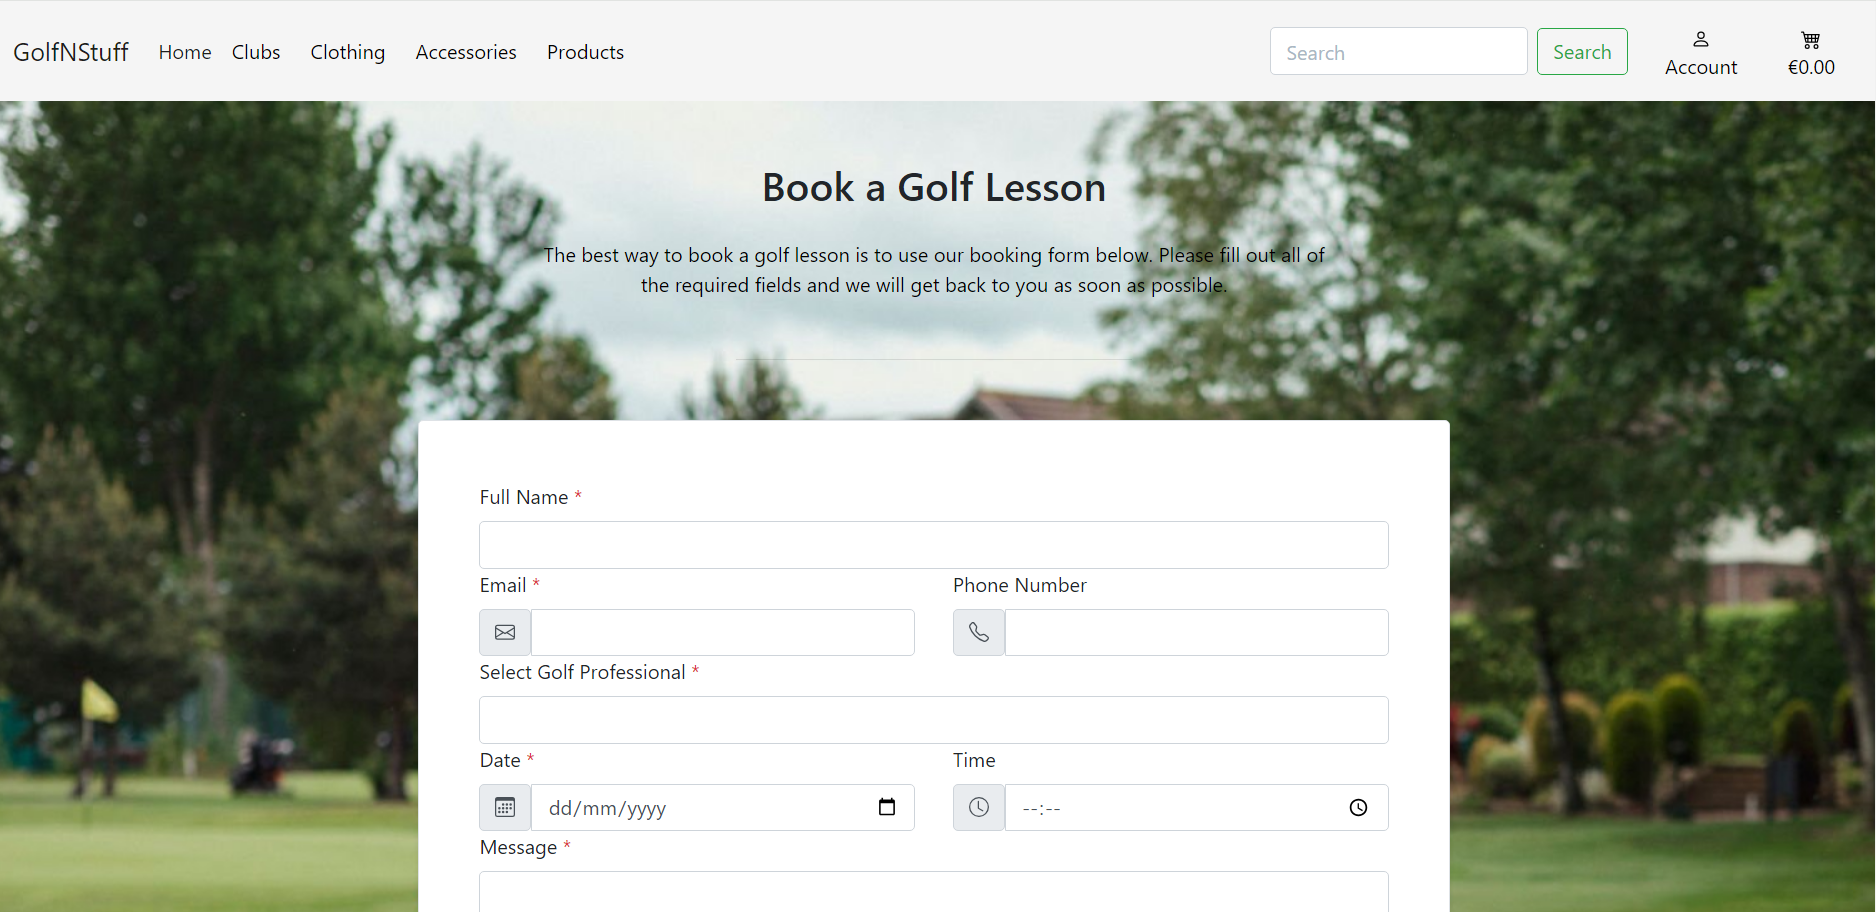 GolfNStuff Home Clubs Clothing Accessories Products Search Search Account €0.00
Book a Golf Lesson
The best way to book a golf lesson is to use our booking form below. Please fill out all of
the required fields and we will get back to you as soon as possible.
Full Name *
Email * Phone Number
Select Golf Professional *
Date * Time
dd/mm/yyyy --:--
Message *